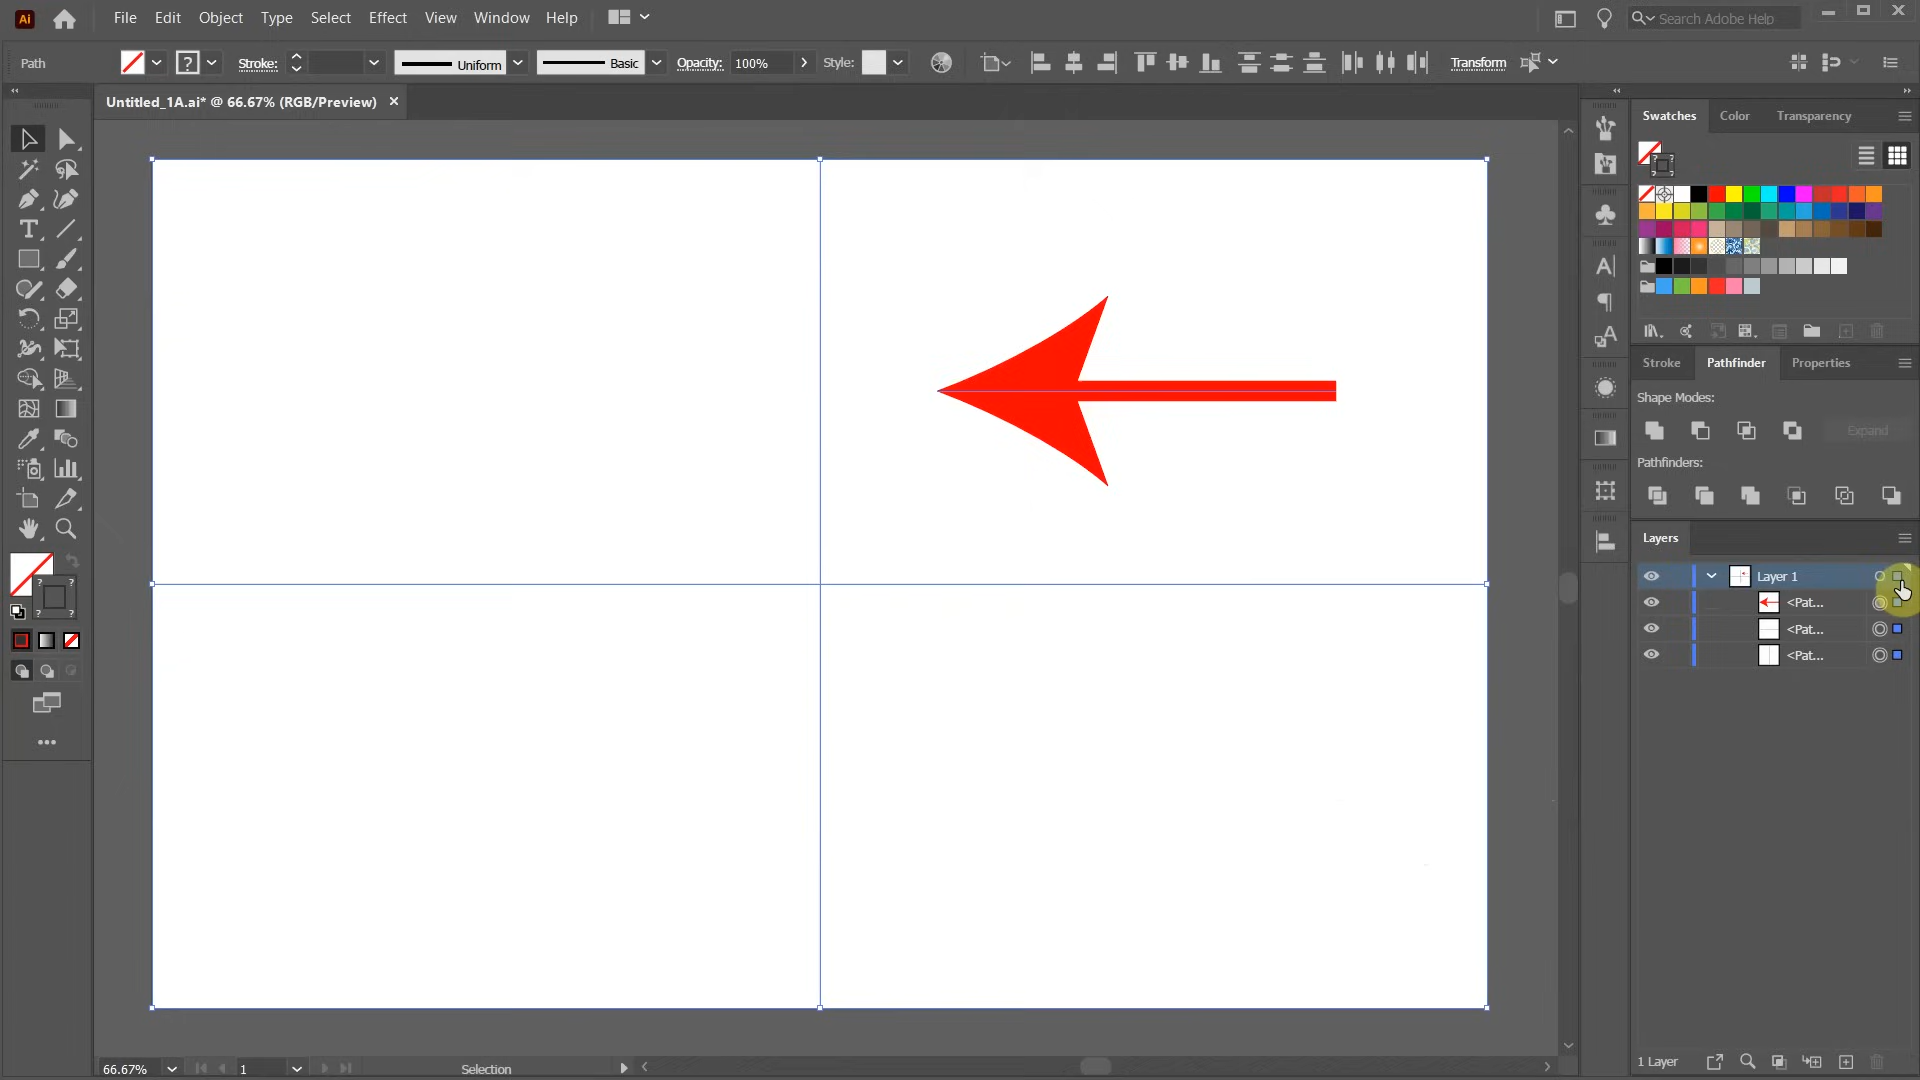 Ai File Edit Object Type Select Effect View Window Help Search Adobe Help
Path ? Stroke: Uniform Basic Opacity: 100% Style: Transform
Untitled_1A.ai* @ 66.67% (RGB/Preview) ×
Swatches Color Transparency
Stroke Pathfinder Properties
Shape Modes:
Expand
Pathfinders:
Layers
Layer 1
<Pat...
<Pat...
<Pat...
66.67% 1 Selection 1 Layer